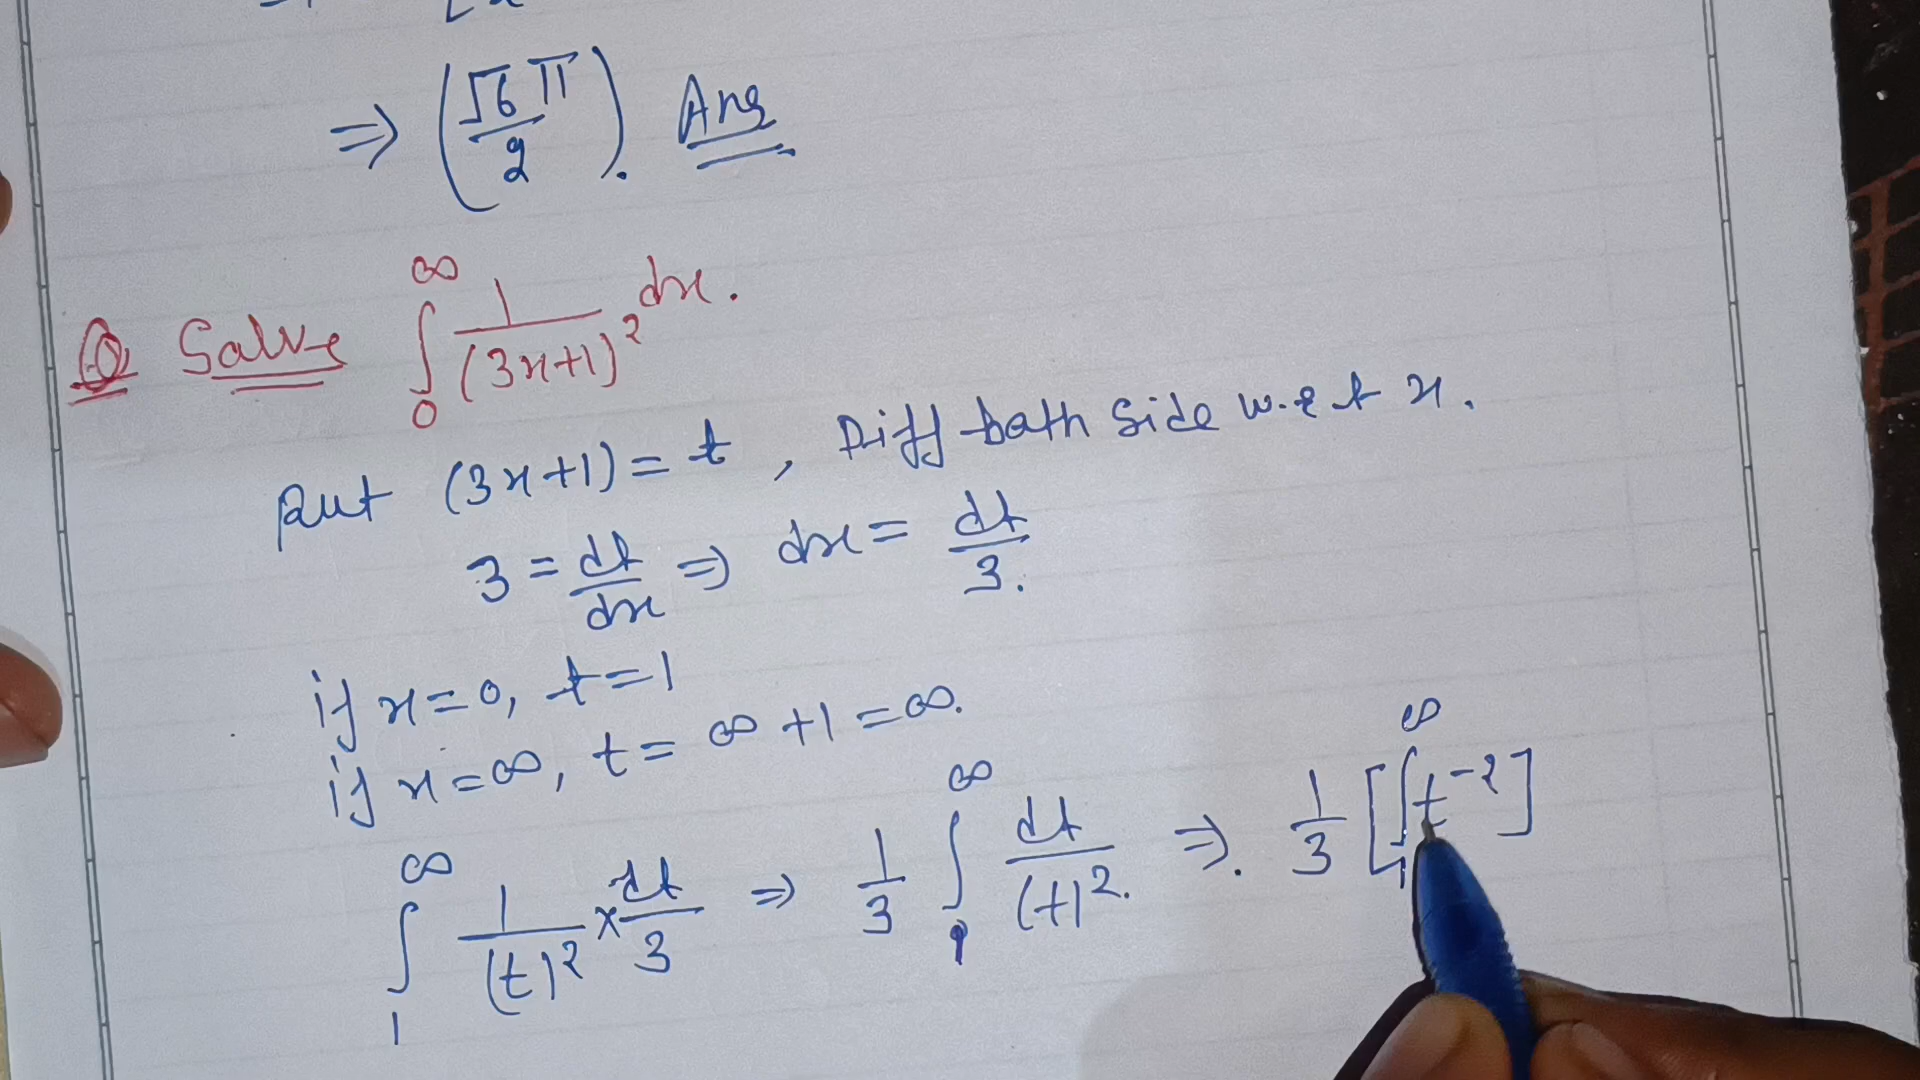 ⇒ (√6 π / 2). Ans
Q Solve ∫₀^∞ 1/(3x+1)² dx.
Put (3x+1) = t, Diff both side w.r.t x.
3 = dt/dx ⇒ dx = dt/3.
if x=0, t=1
if x=∞, t= ∞+1=∞.
∫₁^∞ 1/(t)² × dt/3 ⇒ 1/3 ∫₁^∞ dt/(t)². ⇒. 1/3 [∫₁^∞ t⁻²]